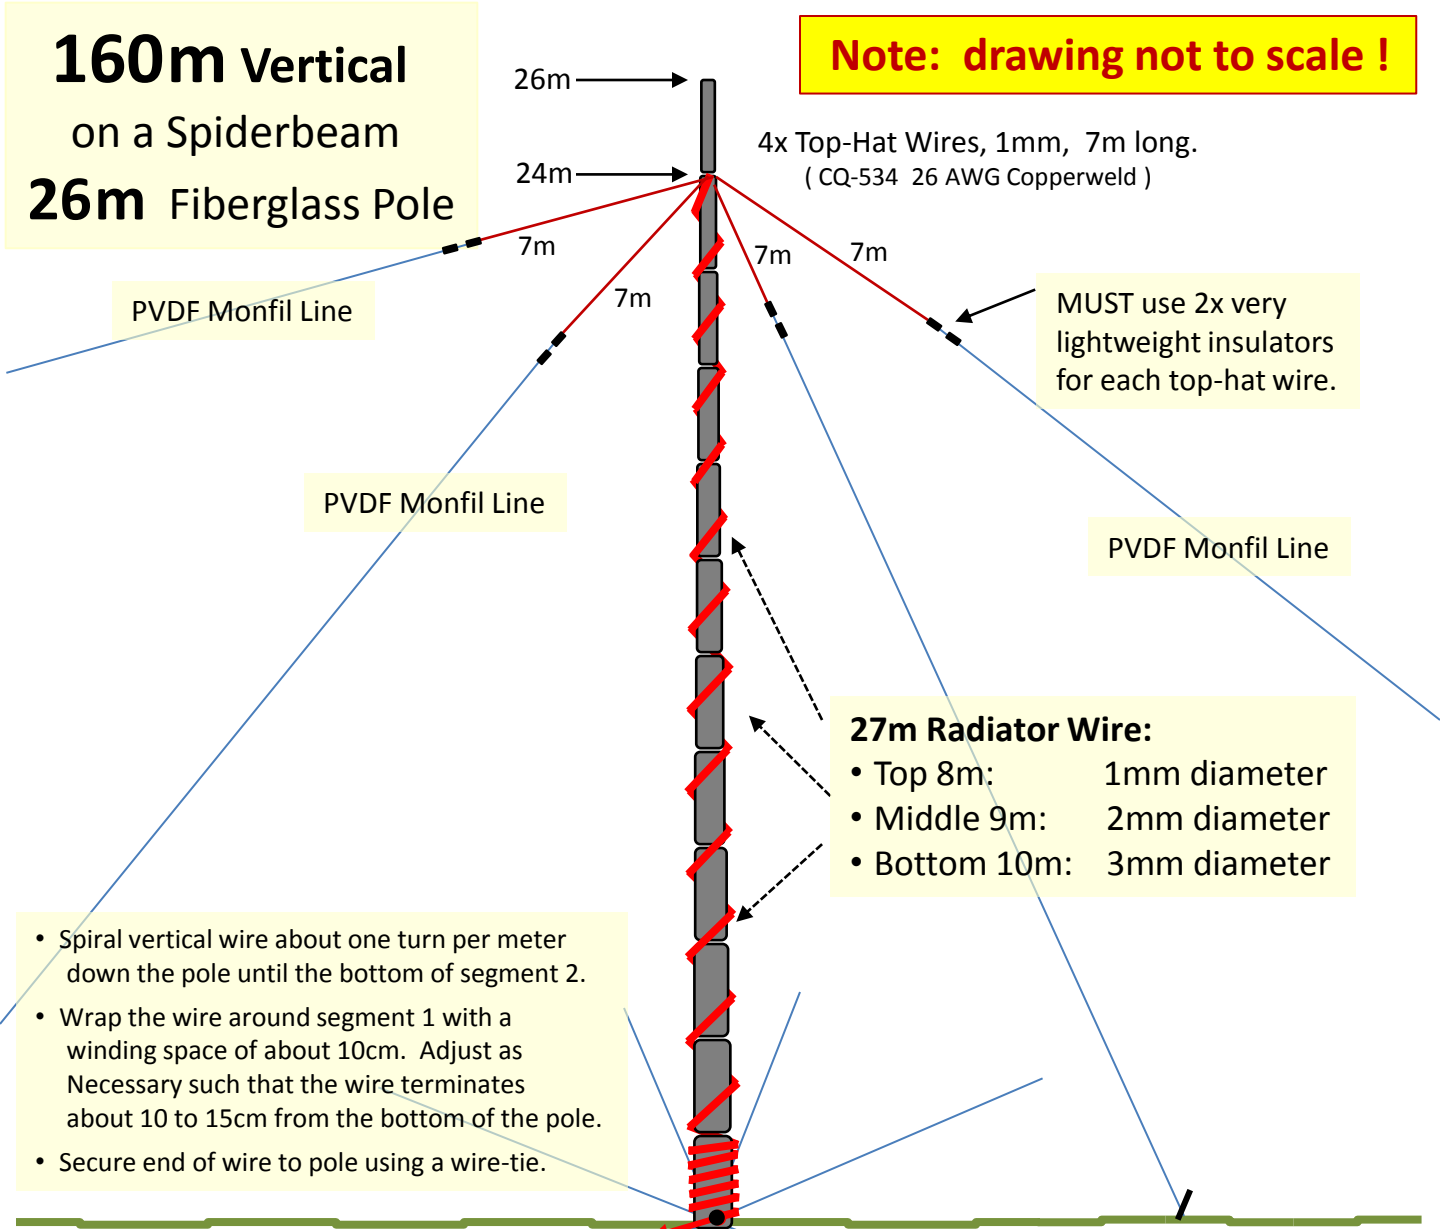 160m Vertical
on a Spiderbeam
26m Fiberglass Pole
Note: drawing not to scale !
26m
24m
4x Top-Hat Wires, 1mm, 7m long.
( CQ-534 26 AWG Copperweld )
7m
7m
7m
7m
PVDF Monfil Line
MUST use 2x very
lightweight insulators
for each top-hat wire.
PVDF Monfil Line
PVDF Monfil Line
27m Radiator Wire:
• Top 8m: 1mm diameter
• Middle 9m: 2mm diameter
• Bottom 10m: 3mm diameter
• Spiral vertical wire about one turn per meter
down the pole until the bottom of segment 2.
• Wrap the wire around segment 1 with a
winding space of about 10cm. Adjust as
Necessary such that the wire terminates
about 10 to 15cm from the bottom of the pole.
• Secure end of wire to pole using a wire-tie.